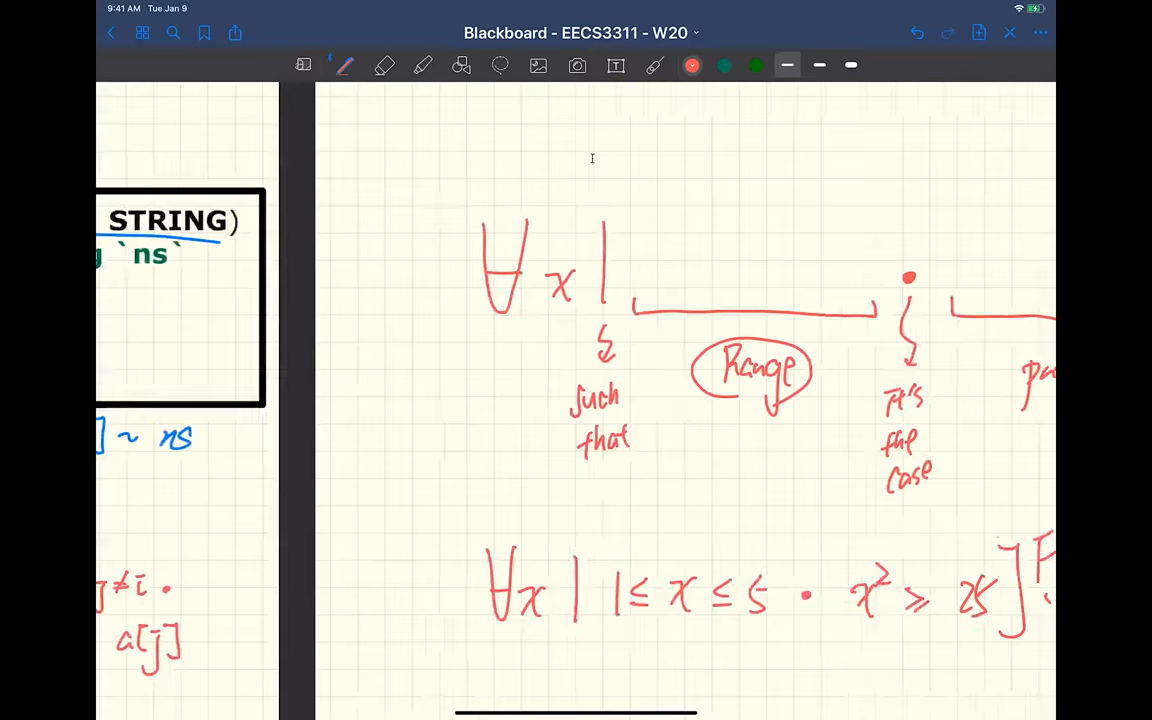 9:41 AM Tue Jan 9
Blackboard - EECS3311 - W20
STRING)
`ns`
] ~ ns
≠ i •
a[j]
∀ x | •
Range
such
that
it's
the
case
∀x | 1 ≤ x ≤ 5 • x² ≥ 25 ]